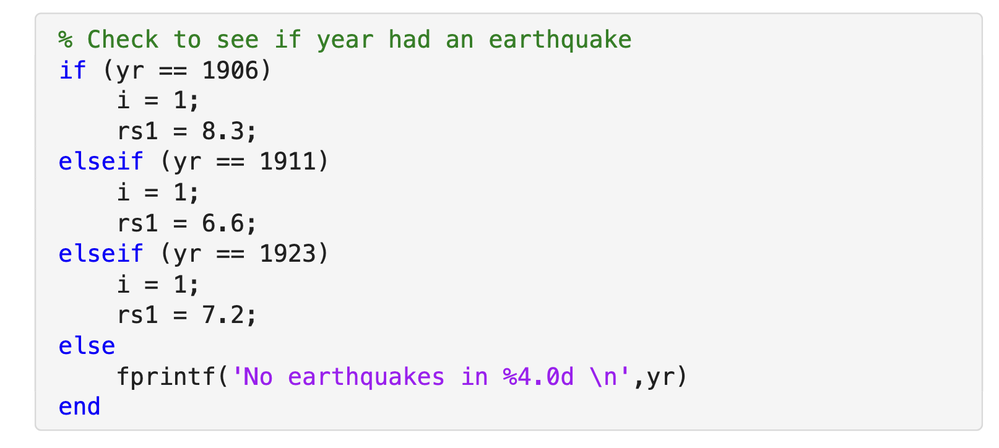 % Check to see if year had an earthquake
if (yr == 1906)
    i = 1;
    rs1 = 8.3;
elseif (yr == 1911)
    i = 1;
    rs1 = 6.6;
elseif (yr == 1923)
    i = 1;
    rs1 = 7.2;
else
    fprintf('No earthquakes in %4.0d \n',yr)
end